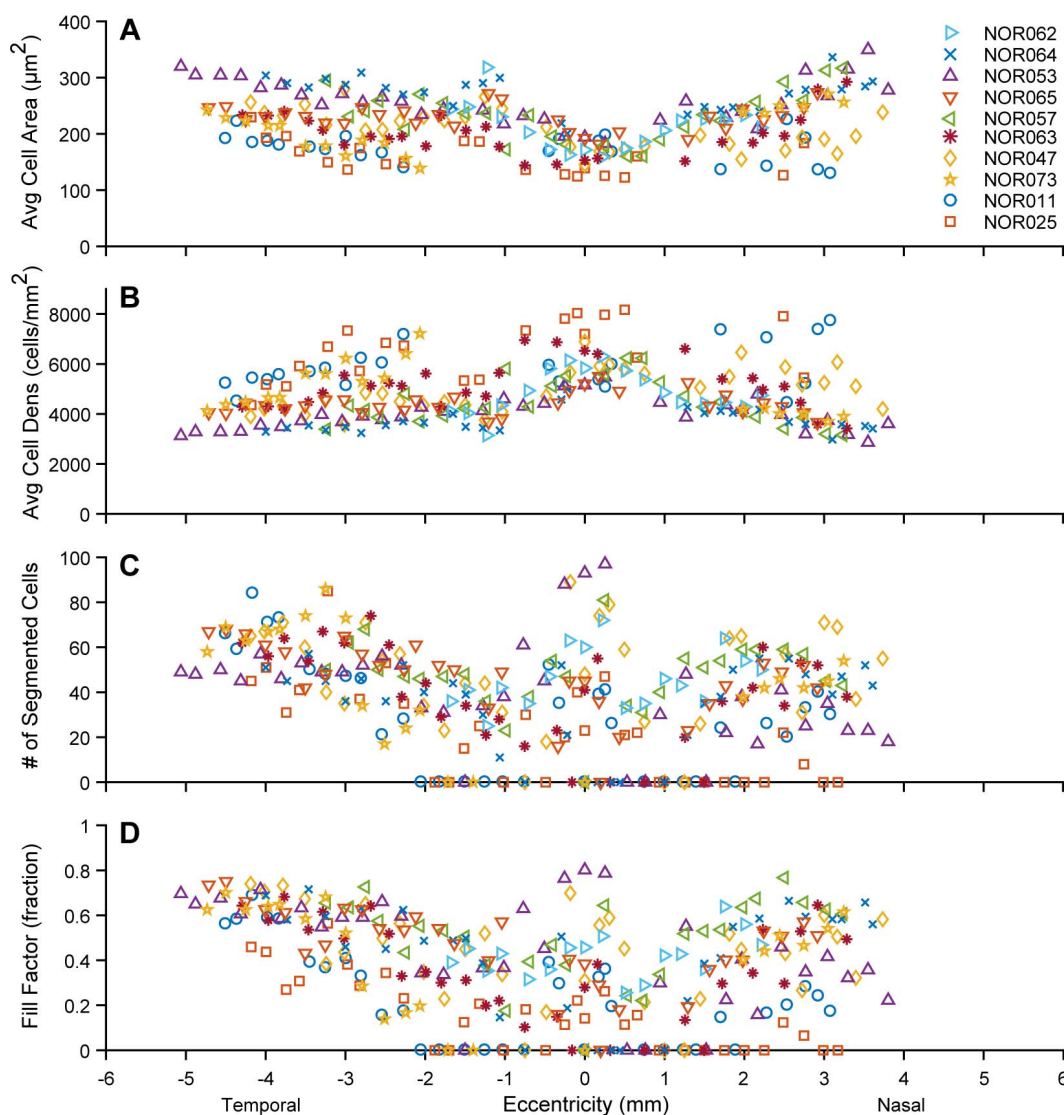 A
Avg Cell Area (µm²)
400
300
200
100
0
NOR062
NOR064
NOR053
NOR065
NOR057
NOR063
NOR047
NOR073
NOR011
NOR025
B
Avg Cell Dens (cells/mm²)
8000
6000
4000
2000
0
C
# of Segmented Cells
100
80
60
40
20
0
D
Fill Factor (fraction)
1
0.8
0.6
0.4
0.2
0
-6 -5 -4 -3 -2 -1 0 1 2 3 4 5 6
Temporal Eccentricity (mm) Nasal